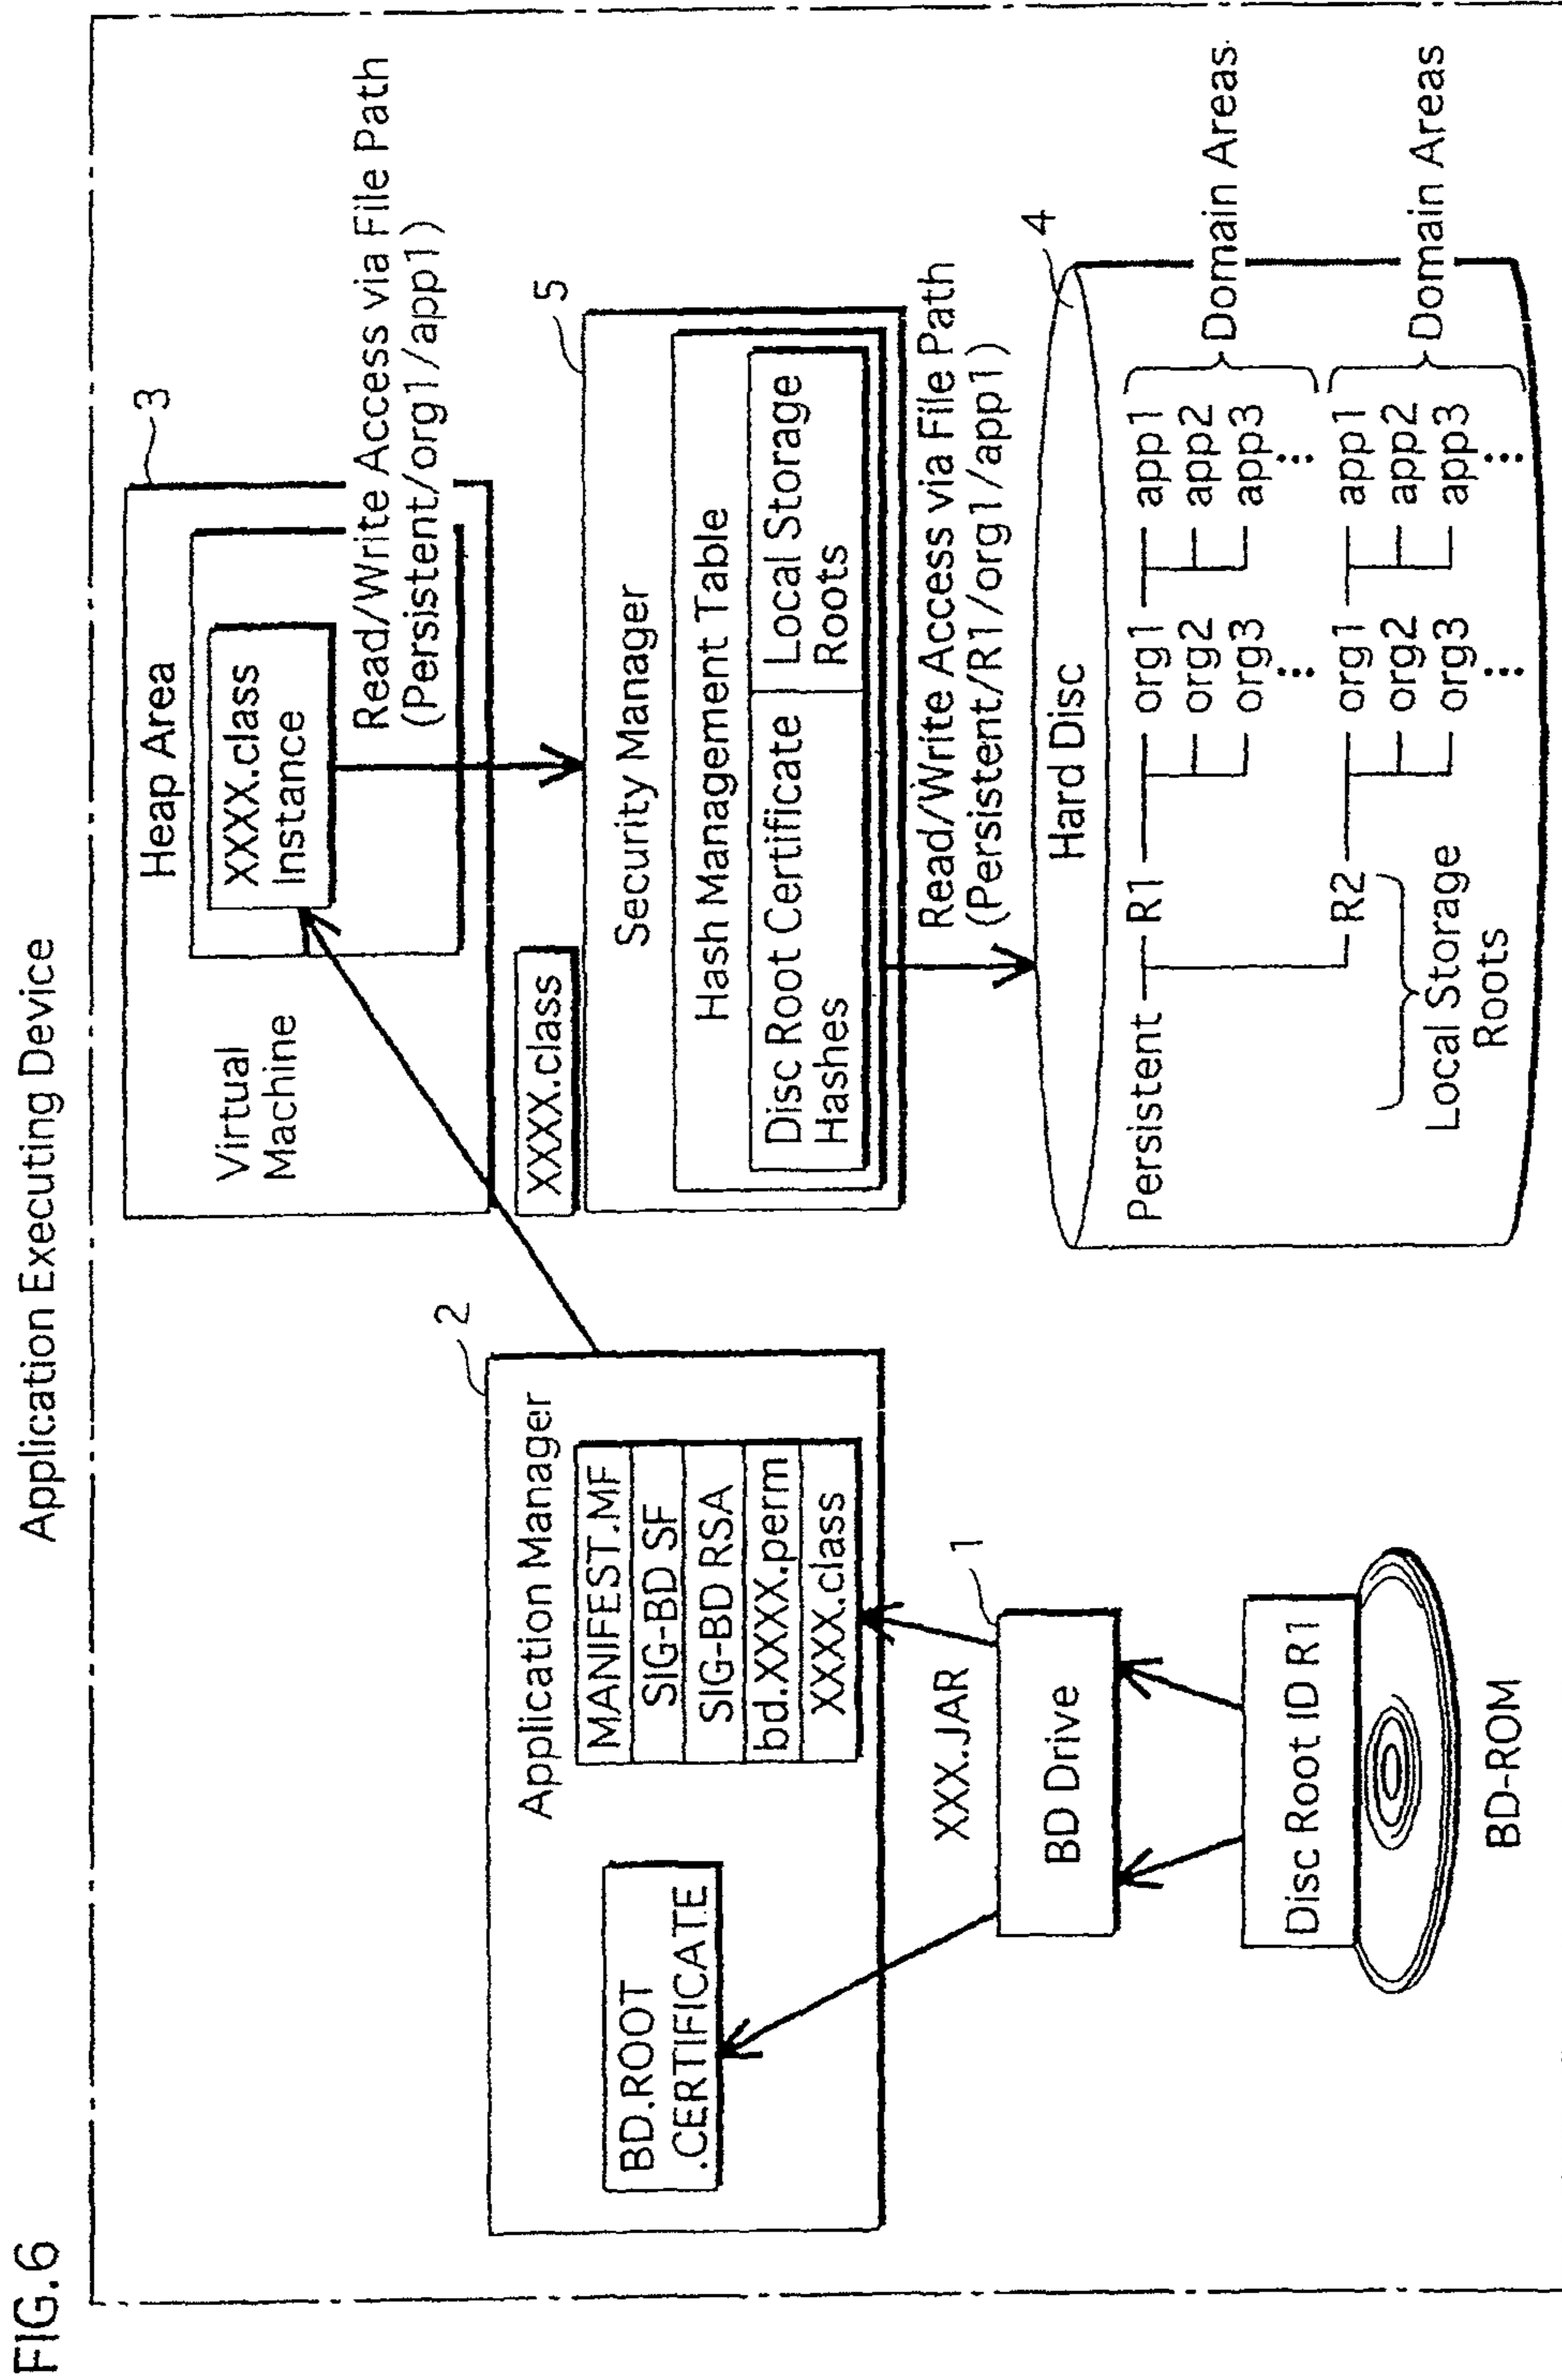 FIG.6
Application Executing Device
2
Application Manager
BD.ROOT
.CERTIFICATE
MANIFEST.MF
SIG-BD SF
SIG-BD RSA
bd.XXXX.perm
XXXX.class
XXX.JAR
1
BD Drive
Disc Root ID R1
BD-ROM
3
Heap Area
Virtual
Machine
XXXX.class
Instance
Read/Write Access via File Path
(Persistent/org1/app1)
XXXX.class
5
Security Manager
Hash Management Table
Disc Root Certificate
Hashes
Local Storage
Roots
Read/Write Access via File Path
(Persistent/R1/org1/app1)
4
Hard Disc
Persistent R1 org1 app1
org2 app2
org3 app3
Domain Areas
R2 org1 app1
org2 app2
org3 app3
Domain Areas
Local Storage
Roots